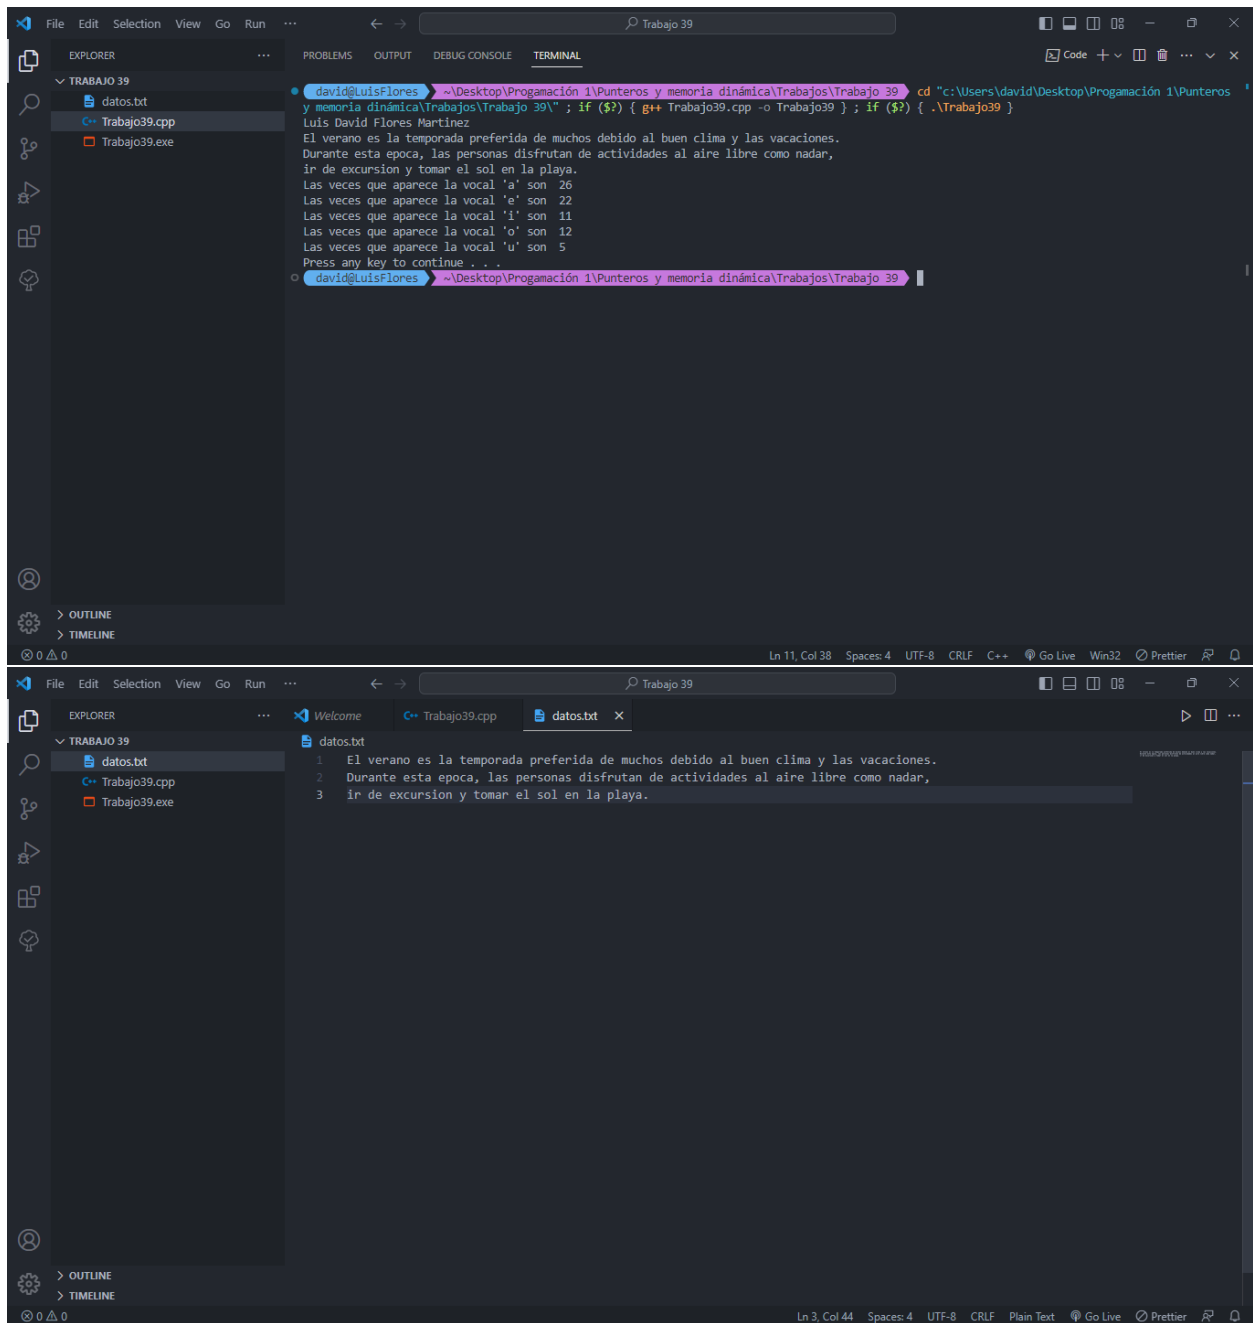 File Edit Selection View Go Run ··· Trabajo 39
EXPLORER ··· PROBLEMS OUTPUT DEBUG CONSOLE TERMINAL Code
TRABAJO 39
datos.txt
Trabajo39.cpp
Trabajo39.exe
david@LuisFlores ~\Desktop\Progamación 1\Punteros y memoria dinámica\Trabajos\Trabajo 39 cd "c:\Users\david\Desktop\Progamación 1\Punteros
y memoria dinámica\Trabajos\Trabajo 39\" ; if ($?) { g++ Trabajo39.cpp -o Trabajo39 } ; if ($?) { .\Trabajo39 }
Luis David Flores Martinez
El verano es la temporada preferida de muchos debido al buen clima y las vacaciones.
Durante esta epoca, las personas disfrutan de actividades al aire libre como nadar,
ir de excursion y tomar el sol en la playa.
Las veces que aparece la vocal 'a' son  26
Las veces que aparece la vocal 'e' son  22
Las veces que aparece la vocal 'i' son  11
Las veces que aparece la vocal 'o' son  12
Las veces que aparece la vocal 'u' son  5
Press any key to continue . . .
david@LuisFlores ~\Desktop\Progamación 1\Punteros y memoria dinámica\Trabajos\Trabajo 39
OUTLINE
TIMELINE
0 0 Ln 11, Col 38 Spaces: 4 UTF-8 CRLF C++ Go Live Win32 Prettier
File Edit Selection View Go Run ··· Trabajo 39
EXPLORER ··· Welcome Trabajo39.cpp datos.txt
TRABAJO 39 datos.txt
datos.txt
Trabajo39.cpp
Trabajo39.exe
1 El verano es la temporada preferida de muchos debido al buen clima y las vacaciones.
2 Durante esta epoca, las personas disfrutan de actividades al aire libre como nadar,
3 ir de excursion y tomar el sol en la playa.
OUTLINE
TIMELINE
0 0 Ln 3, Col 44 Spaces: 4 UTF-8 CRLF Plain Text Go Live Prettier